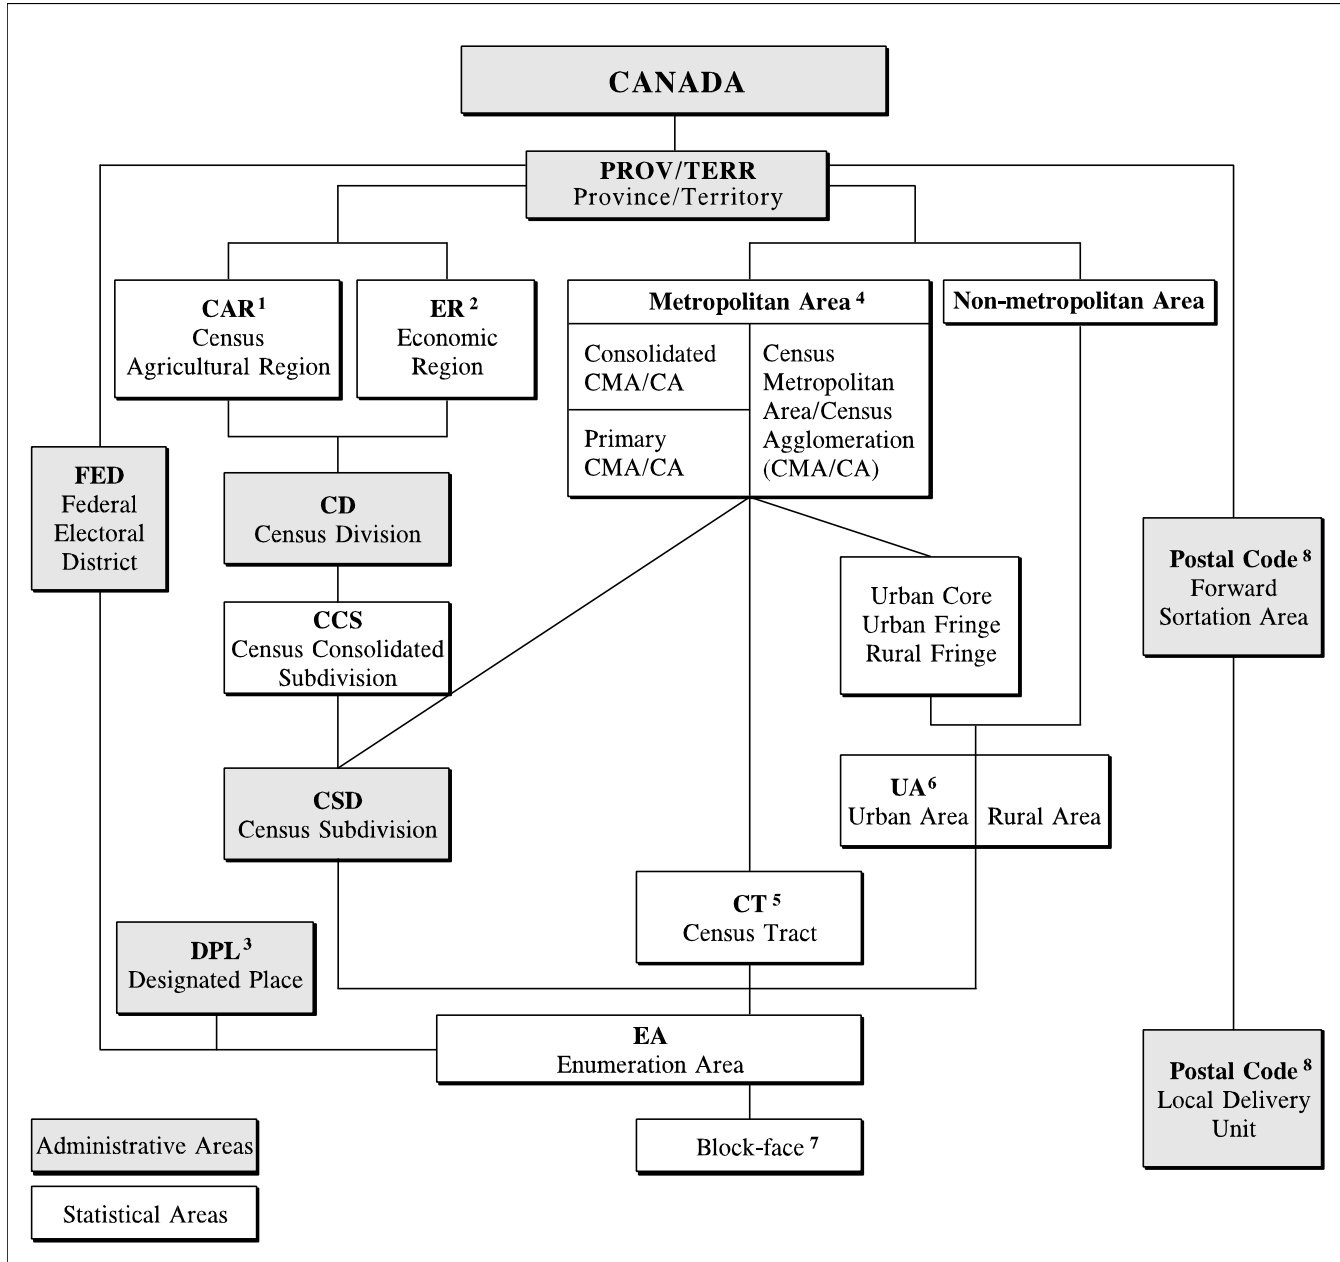 CANADA
PROV/TERR
Province/Territory
CAR 1
Census
Agricultural Region
ER 2
Economic
Region
Metropolitan Area 4
Consolidated
CMA/CA
Primary
CMA/CA
Census
Metropolitan
Area/Census
Agglomeration
(CMA/CA)
Non-metropolitan Area
FED
Federal
Electoral
District
CD
Census Division
CCS
Census Consolidated
Subdivision
Urban Core
Urban Fringe
Rural Fringe
Postal Code 8
Forward
Sortation Area
CSD
Census Subdivision
UA 6
Urban Area
Rural Area
CT 5
Census Tract
DPL 3
Designated Place
EA
Enumeration Area
Block-face 7
Postal Code 8
Local Delivery
Unit
Administrative Areas
Statistical Areas